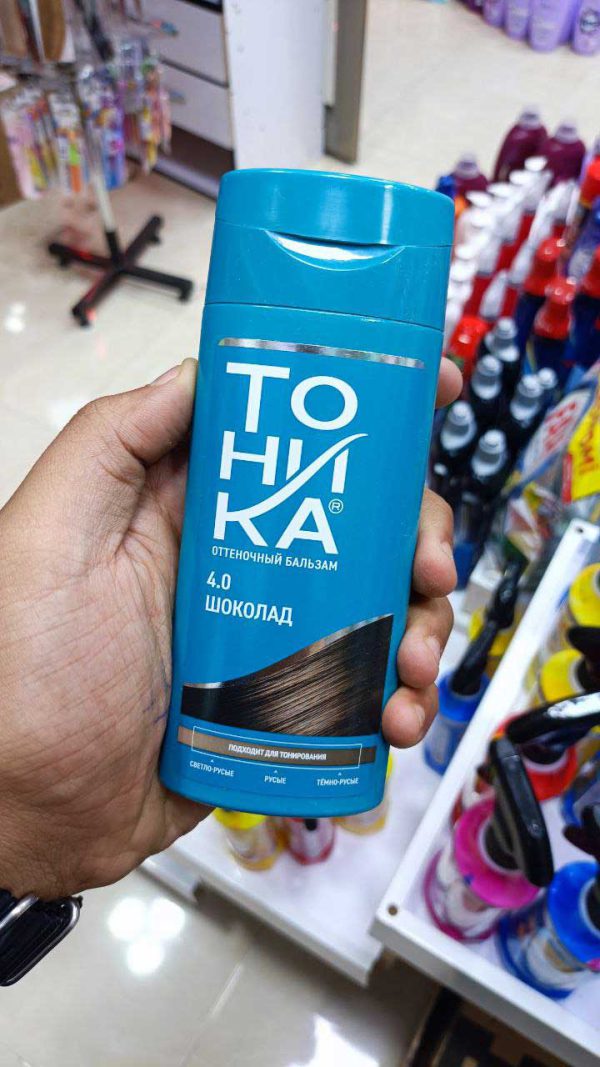 ТО
НИ
КА®
ОТТЕНОЧНЫЙ БАЛЬЗАМ
4.0
ШОКОЛАД
ПОДХОДИТ ДЛЯ ТОНИРОВАНИЯ
СВЕТЛО-РУСЫЕ
РУСЫЕ
ТЁМНО-РУСЫЕ